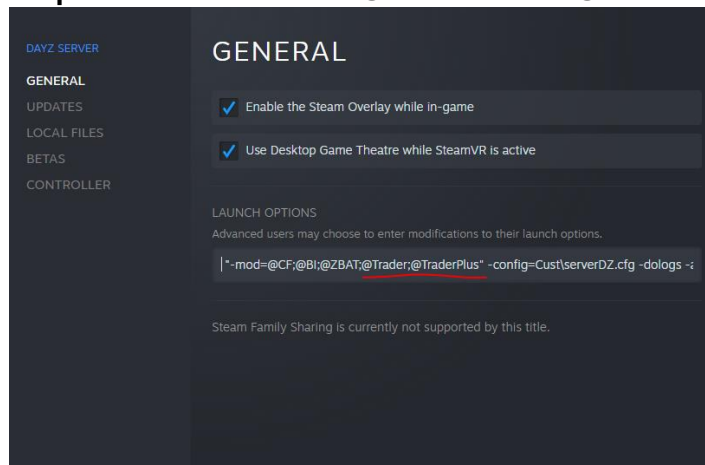 DAYZ SERVER
GENERAL
GENERAL
UPDATES
LOCAL FILES
BETAS
CONTROLLER
Enable the Steam Overlay while in-game
Use Desktop Game Theatre while SteamVR is active
LAUNCH OPTIONS
Advanced users may choose to enter modifications to their launch options.
"-mod=@CF;@BI;@ZBAT;@Trader;@TraderPlus" -config=Cust\serverDZ.cfg -dologs
Steam Family Sharing is currently not supported by this title.